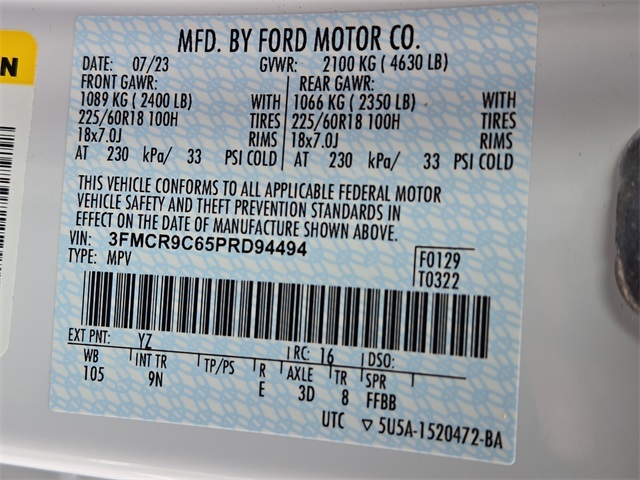 N
MFD. BY FORD MOTOR CO.
DATE: 07/23 GVWR: 2100 KG ( 4630 LB)
FRONT GAWR: REAR GAWR:
1089 KG ( 2400 LB) WITH 1066 KG ( 2350 LB) WITH
225/60R18 100H TIRES 225/60R18 100H TIRES
18x7.0J RIMS 18x7.0J RIMS
AT 230 kPa/ 33 PSI COLD AT 230 kPa/ 33 PSI COLD
THIS VEHICLE CONFORMS TO ALL APPLICABLE FEDERAL MOTOR
VEHICLE SAFETY AND THEFT PREVENTION STANDARDS IN
EFFECT ON THE DATE OF MANUFACTURE SHOWN ABOVE.
VIN: 3FMCR9C65PRD94494 F0129
TYPE: MPV T0322
EXT PNT: YZ RC: 16 DSO:
WB INT TR TP/PS R AXLE TR SPR
105 9N E 3D 8 FFBB
UTC ▽ 5U5A-1520472-BA